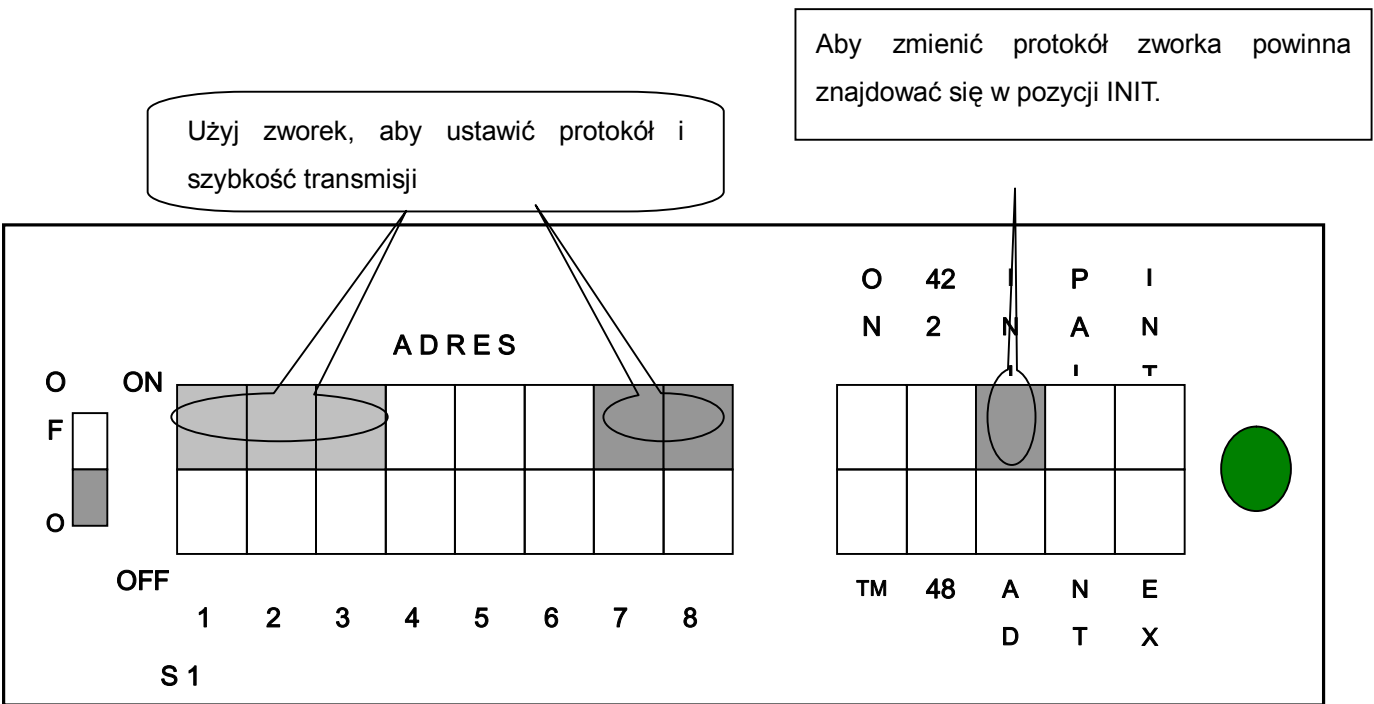 Aby zmienić protokół zworka powinna
znajdować się w pozycji INIT.
Użyj zworek, aby ustawić protokół i
szybkość transmisji
O 42 I P I
N 2 N A N
ADRES
O ON
F
O
OFF
TM 48 A N E
1 2 3 4 5 6 7 8
D T X
S 1